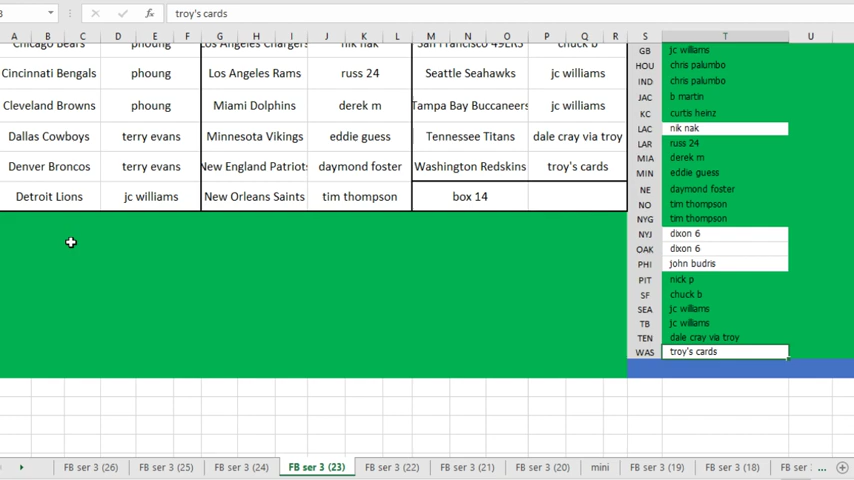 fx troy's cards
A B C D E F G H I J K L M N O P Q R S T U
Chicago Bears phoung Los Angeles Chargers nik nak San Francisco 49ERS chuck b
Cincinnati Bengals phoung Los Angeles Rams russ 24 Seattle Seahawks jc williams
Cleveland Browns phoung Miami Dolphins derek m Tampa Bay Buccaneers jc williams
Dallas Cowboys terry evans Minnesota Vikings eddie guess Tennessee Titans dale cray via troy
Denver Broncos terry evans New England Patriots daymond foster Washington Redskins troy's cards
Detroit Lions jc williams New Orleans Saints tim thompson box 14
GB jc williams
HOU chris palumbo
IND chris palumbo
JAC b martin
KC curtis heinz
LAC nik nak
LAR russ 24
MIA derek m
MIN eddie guess
NE daymond foster
NO tim thompson
NYG tim thompson
NYJ dixon 6
OAK dixon 6
PHI john budris
PIT nick p
SF chuck b
SEA jc williams
TB jc williams
TEN dale cray via troy
WAS troy's cards
FB ser 3 (26) FB ser 3 (25) FB ser 3 (24) FB ser 3 (23) FB ser 3 (22) FB ser 3 (21) FB ser 3 (20) mini FB ser 3 (19) FB ser 3 (18) FB ser ...